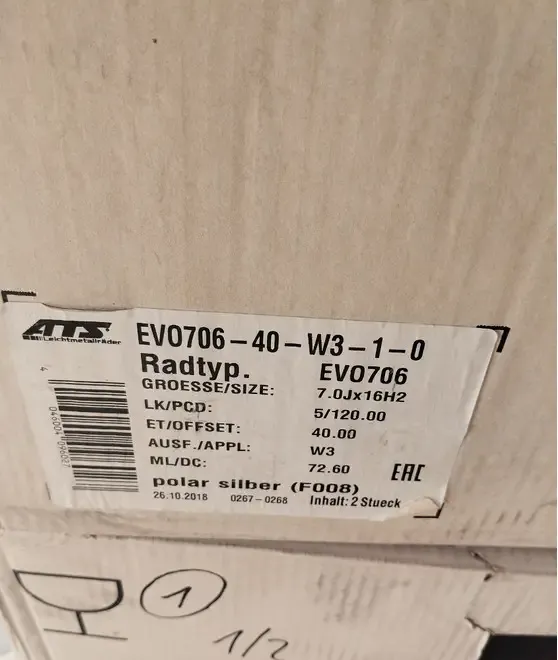 ATS
Leichtmetallräder
EVO706-40-W3-1-0
Radtyp. EVO706
GROESSE/SIZE: 7.0Jx16H2
LK/PCD: 5/120.00
ET/OFFSET: 40.00
AUSF./APPL: W3
ML/DC: 72.60
polar silber (F008)
26.10.2018 0267-0268 Inhalt: 2 Stueck
EAC
1
1/2